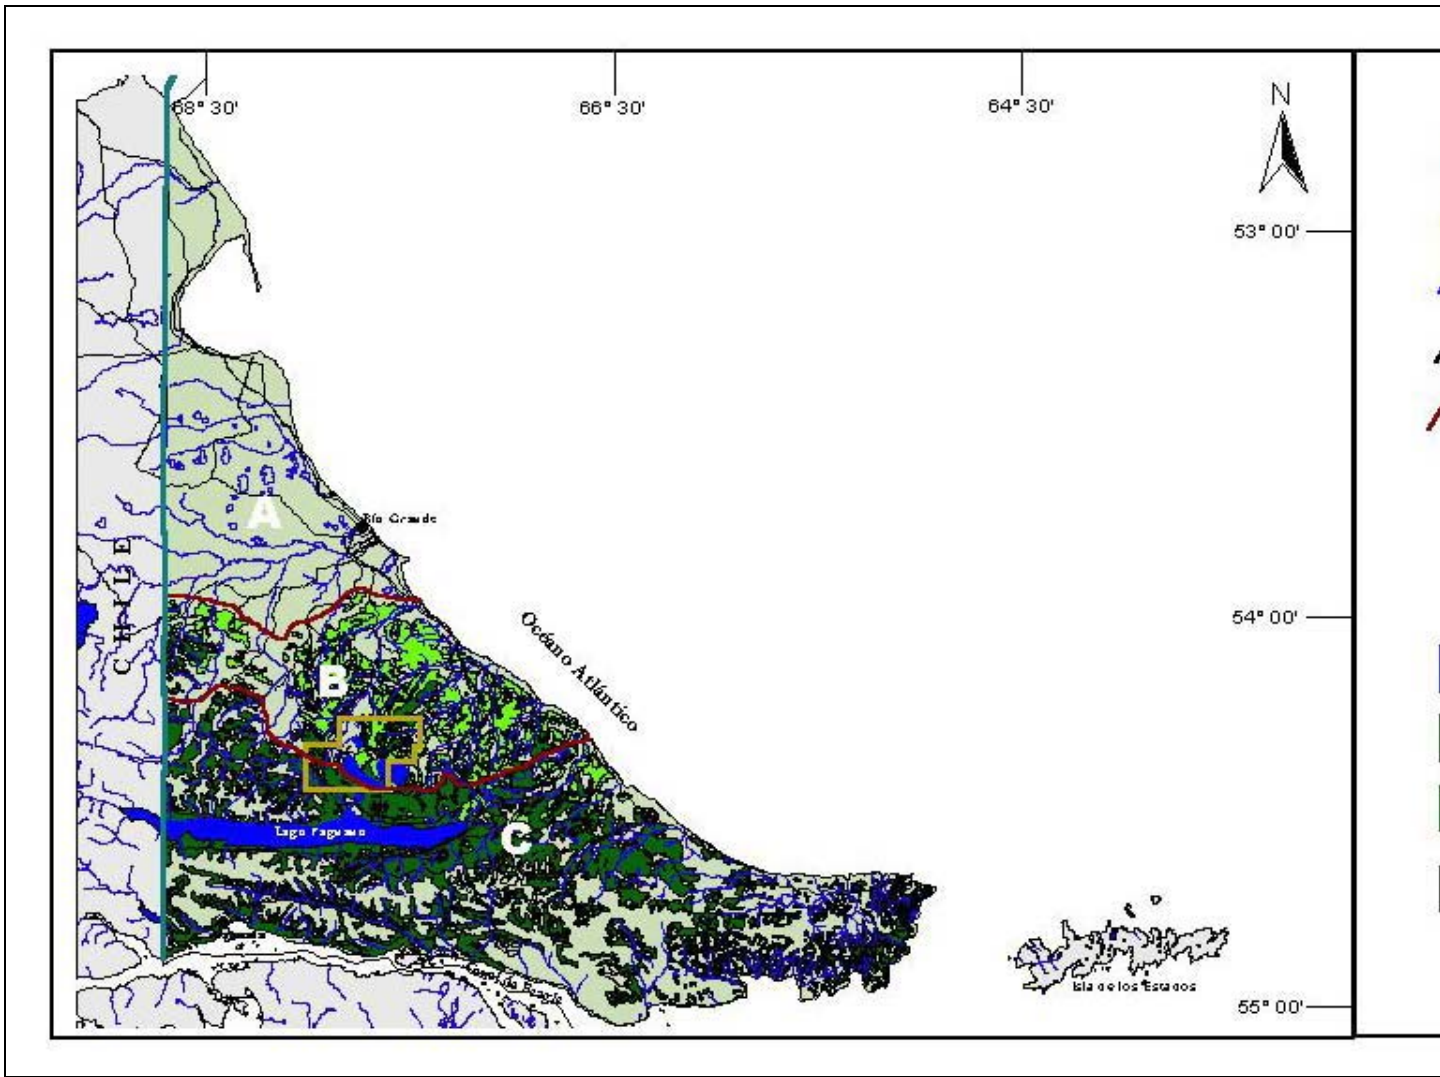 68° 30'
66° 30'
64° 30'
N
53° 00'
A
Río Grande
CHILE
54° 00'
Océano Atlántico
B
Lago Fagnano
C
Isla de los Estados
55° 00'